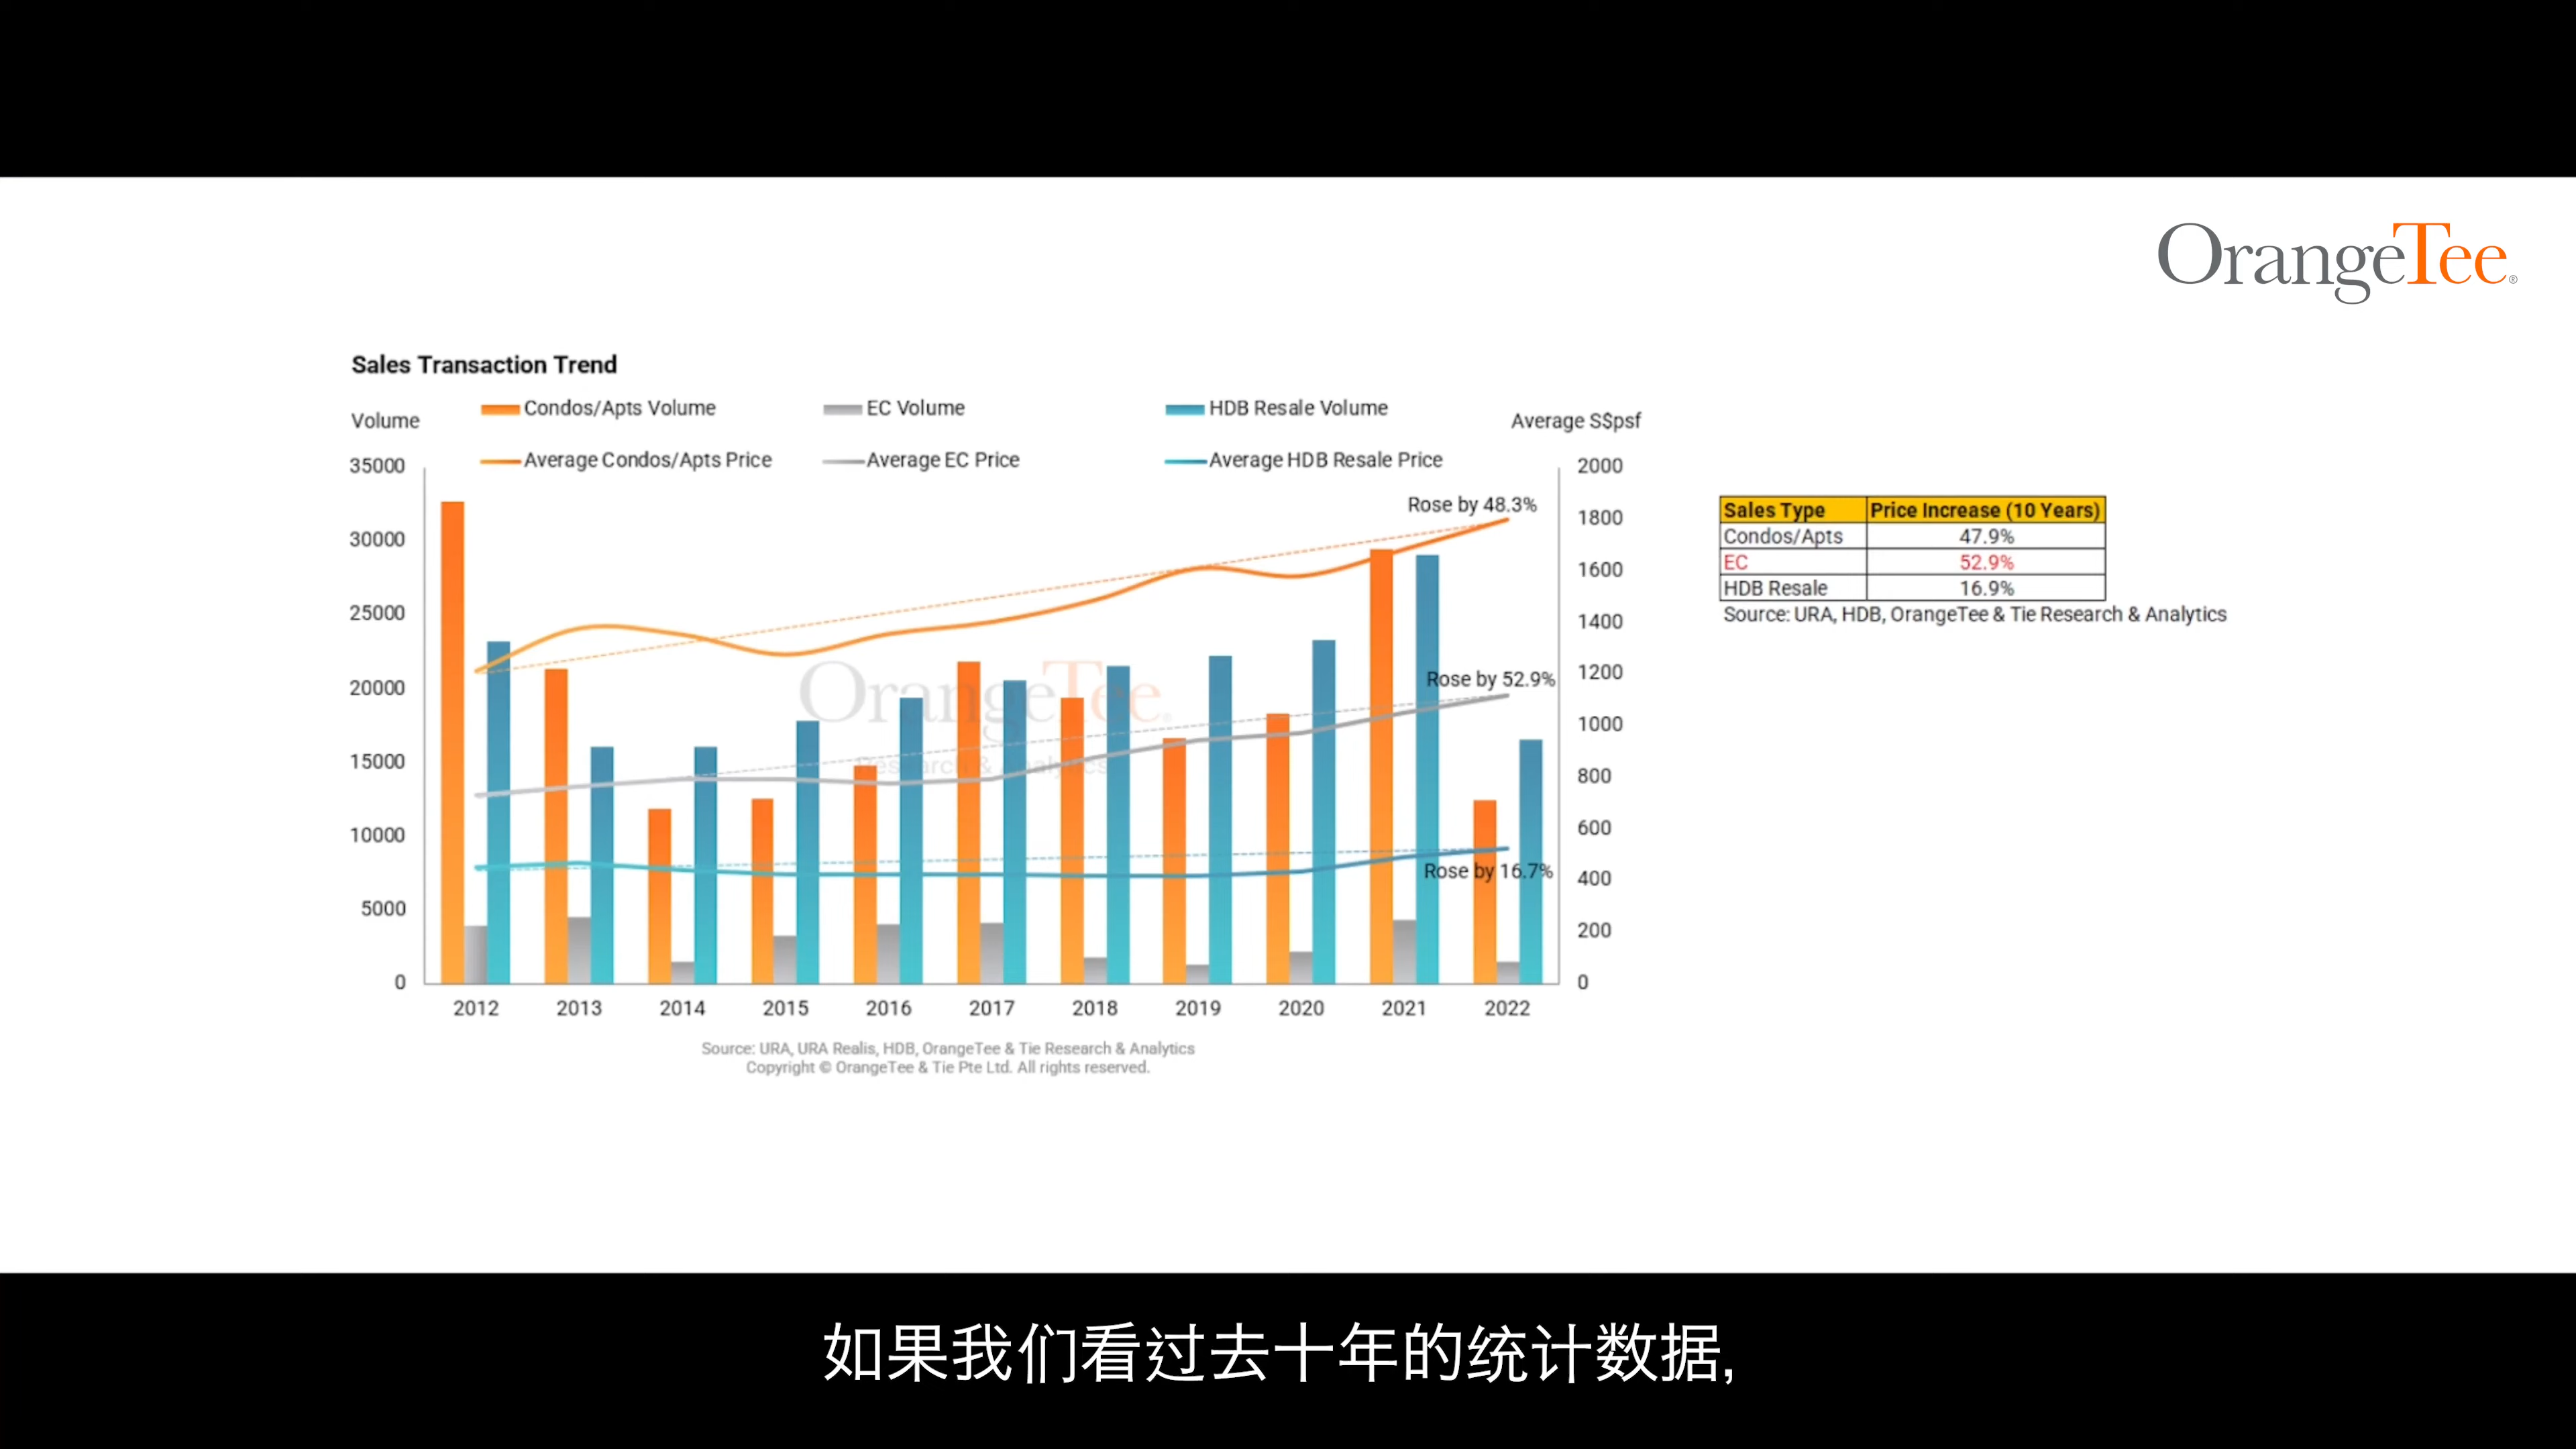 OrangeTee®
Sales Transaction Trend
Volume
Condos/Apts Volume
EC Volume
HDB Resale Volume
Average S$psf
Average Condos/Apts Price
Average EC Price
Average HDB Resale Price
35000
30000
25000
20000
15000
10000
5000
0
2000
1800
1600
1400
1200
1000
800
600
400
200
0
Rose by 48.3%
Rose by 52.9%
Rose by 16.7%
OrangeTee®
Research & Analytics
2012 2013 2014 2015 2016 2017 2018 2019 2020 2021 2022
Source: URA, URA Realis, HDB, OrangeTee & Tie Research & Analytics
Copyright © OrangeTee & Tie Pte Ltd. All rights reserved.
Sales Type Price Increase (10 Years)
Condos/Apts 47.9%
EC 52.9%
HDB Resale 16.9%
Source: URA, HDB, OrangeTee & Tie Research & Analytics
如果我们看过去十年的统计数据,